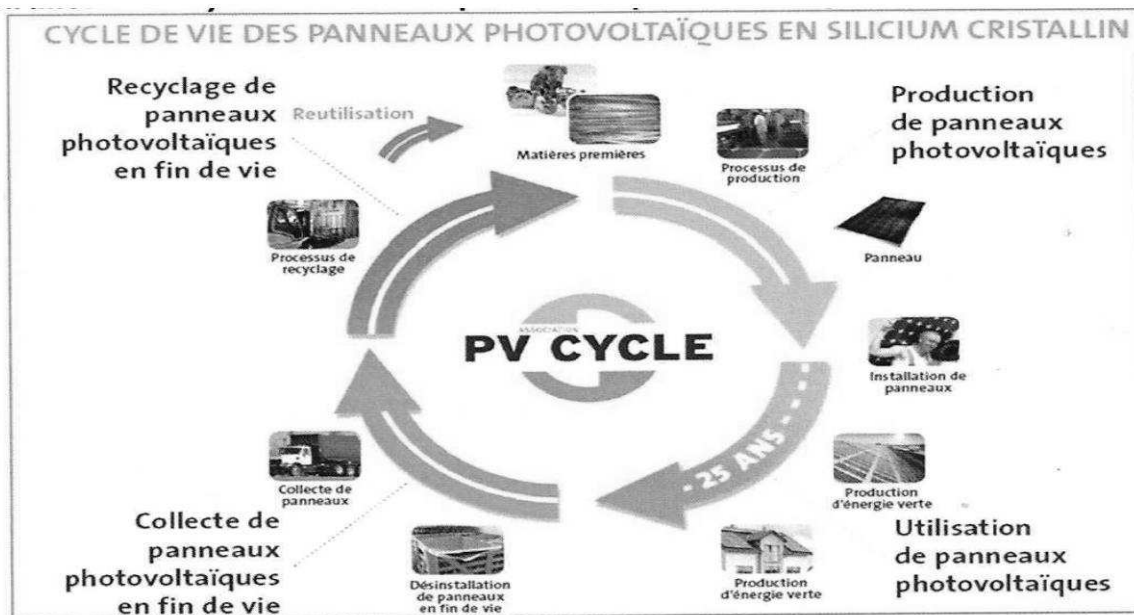 CYCLE DE VIE DES PANNEAUX PHOTOVOLTAÏQUES EN SILICIUM CRISTALLIN
Recyclage de
panneaux
photovoltaïques
en fin de vie
Reutilisation
Matières premières
Processus de
production
Production
de panneaux
photovoltaïques
Processus de
recyclage
Panneau
ASSOCIATION
PV CYCLE
Installation de
panneaux
- 25 ANS -
Collecte de
panneaux
Production
d'énergie verte
Collecte de
panneaux
photovoltaïques
en fin de vie
Désinstallation
de panneaux
en fin de vie
Production
d'énergie verte
Utilisation
de panneaux
photovoltaïques